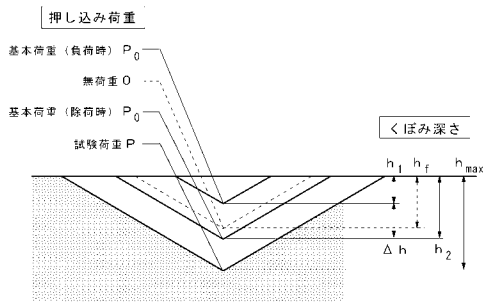 押し込み荷重
基本荷重 (負荷時) P0
無荷重 0
基本荷重 (除荷時) P0
試験荷重 P
くぼみ深さ
h1 hf hmax
Δh h2